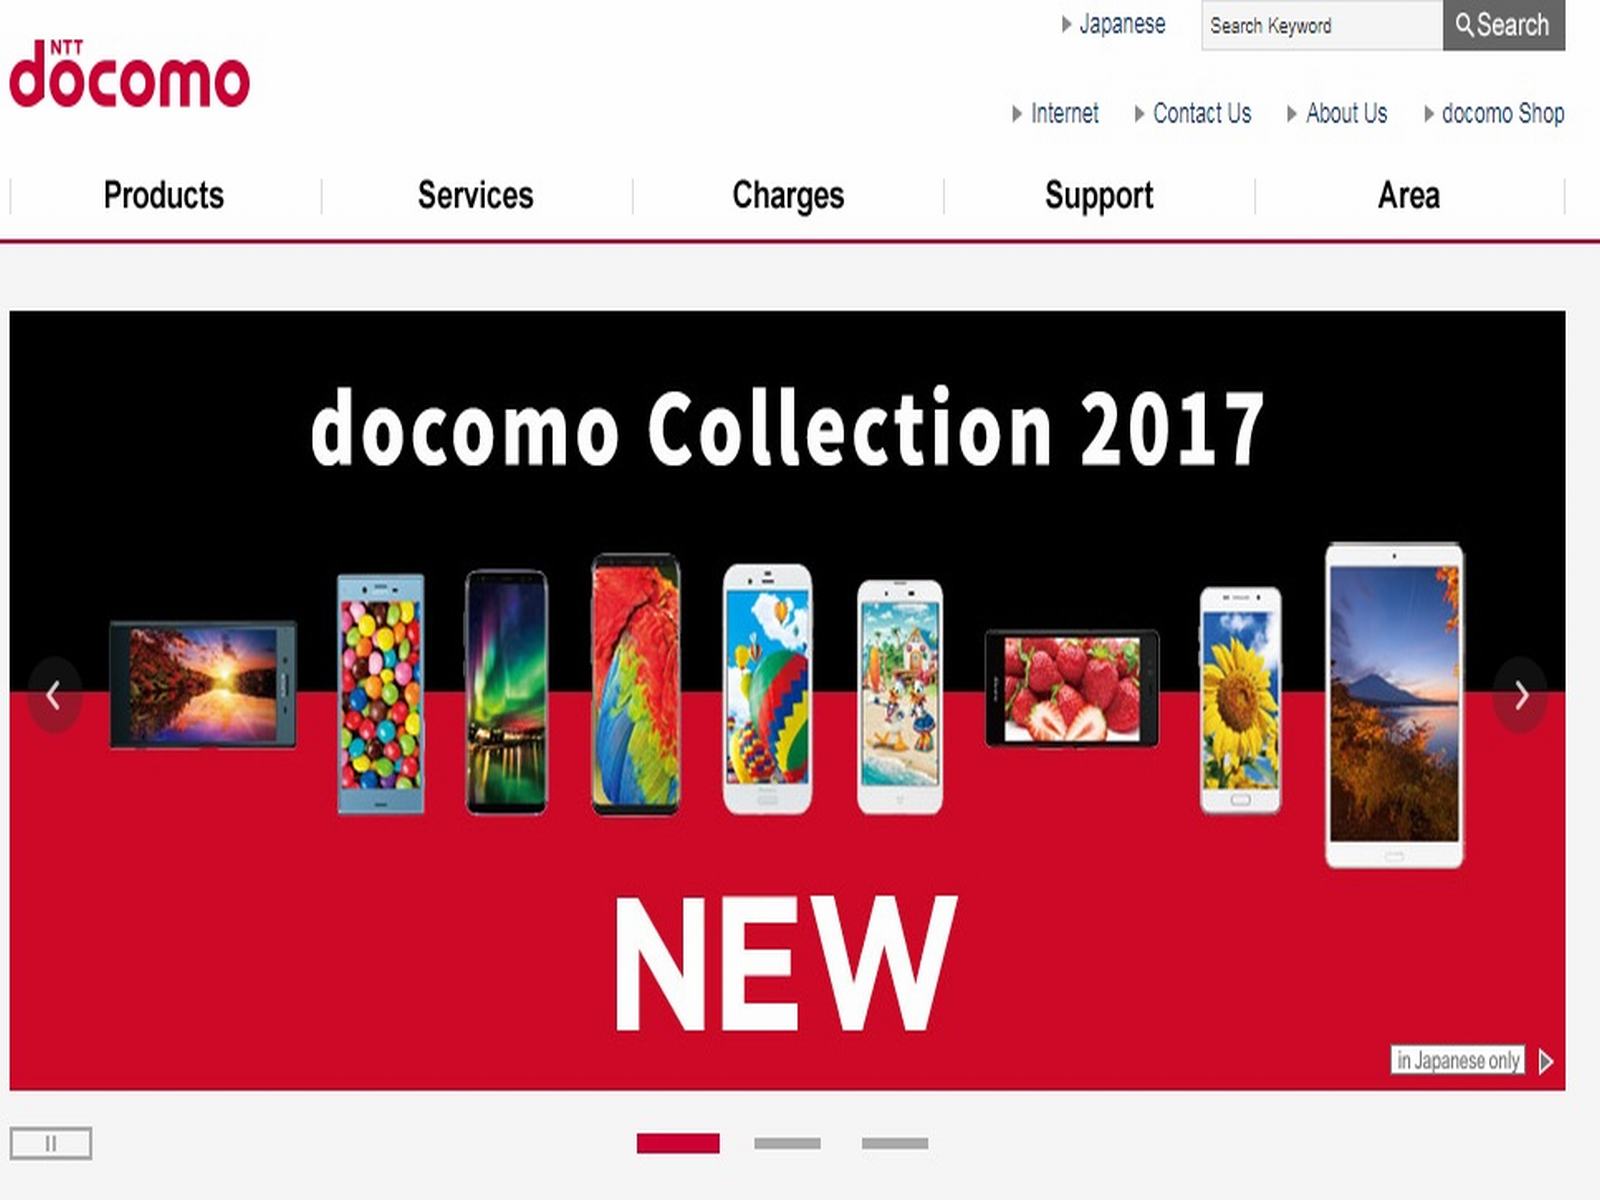 Japanese
Search Keyword
Search
NTT
docomo
Internet
Contact Us
About Us
docomo Shop
Products
Services
Charges
Support
Area
docomo Collection 2017
NEW
in Japanese only